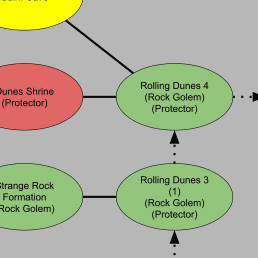 Dunes Shrine
(Protector)
Rolling Dunes 4
(Rock Golem)
(Protector)
Strange Rock
Formation
Rock Golem)
Rolling Dunes 3
(1)
(Rock Golem)
(Protector)